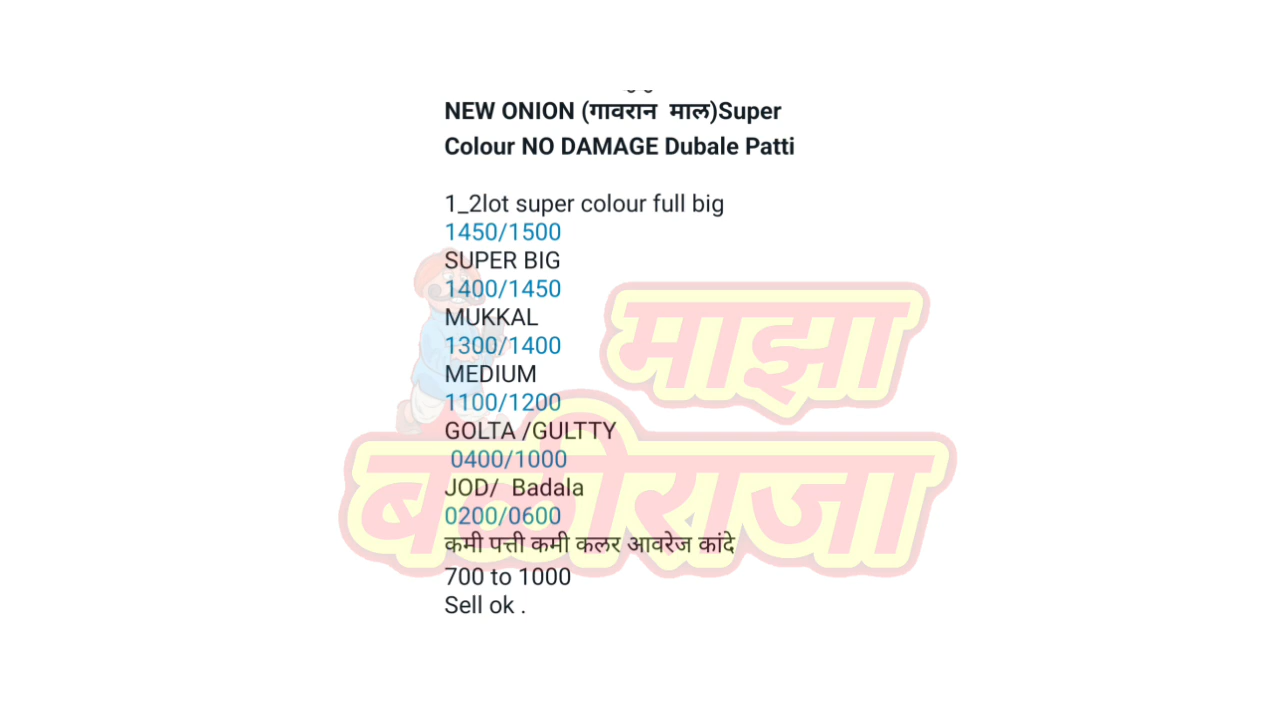 NEW ONION (गावरान माल)Super
Colour NO DAMAGE Dubale Patti
1_2lot super colour full big
1450/1500
SUPER BIG
1400/1450
MUKKAL
1300/1400
MEDIUM
1100/1200
GOLTA /GULTTY
0400/1000
JOD/ Badala
0200/0600
कमी पत्ती कमी कलर आवरेज कांदे
700 to 1000
Sell ok .
माझा
बळीराजा